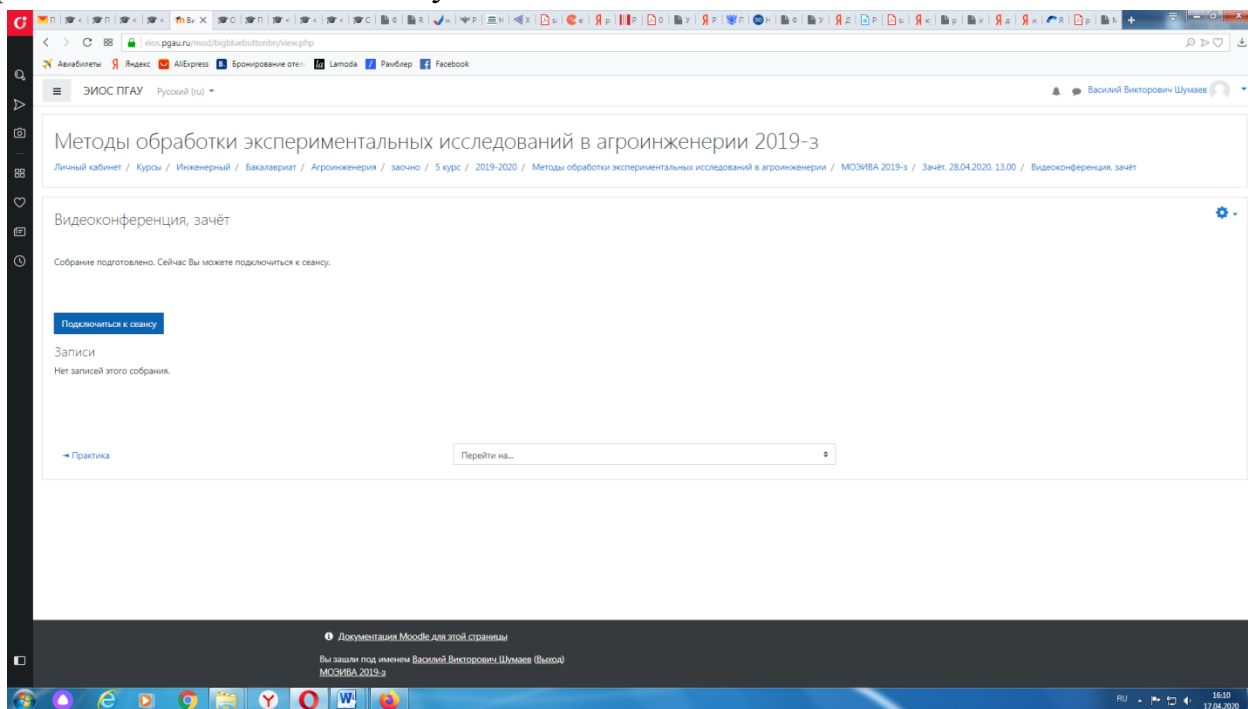 eios.pgau.ru/mod/bigbluebuttonbn/view.php
Авиабилеты Яндекс AliExpress Бронирование отел Lamoda Рамблер Facebook
ЭИОС ПГАУ Русский (ru) Василий Викторович Шумаев
Методы обработки экспериментальных исследований в агроинженерии 2019-з
Личный кабинет / Курсы / Инженерный / Бакалавриат / Агроинженерия / заочно / 5 курс / 2019-2020 / Методы обработки экспериментальных исследований в агроинженерии / МОЭИВА 2019-з / Зачёт, 28.04.2020, 13.00 / Видеоконференция, зачёт
Видеоконференция, зачёт
Собрание подготовлено. Сейчас Вы можете подключиться к сеансу.
Подключиться к сеансу
Записи
Нет записей этого собрания.
◄ Практика
Перейти на...
Документация Moodle для этой страницы
Вы зашли под именем Василий Викторович Шумаев (Выход)
МОЭИВА 2019-з
RU 16:10
17.04.2020